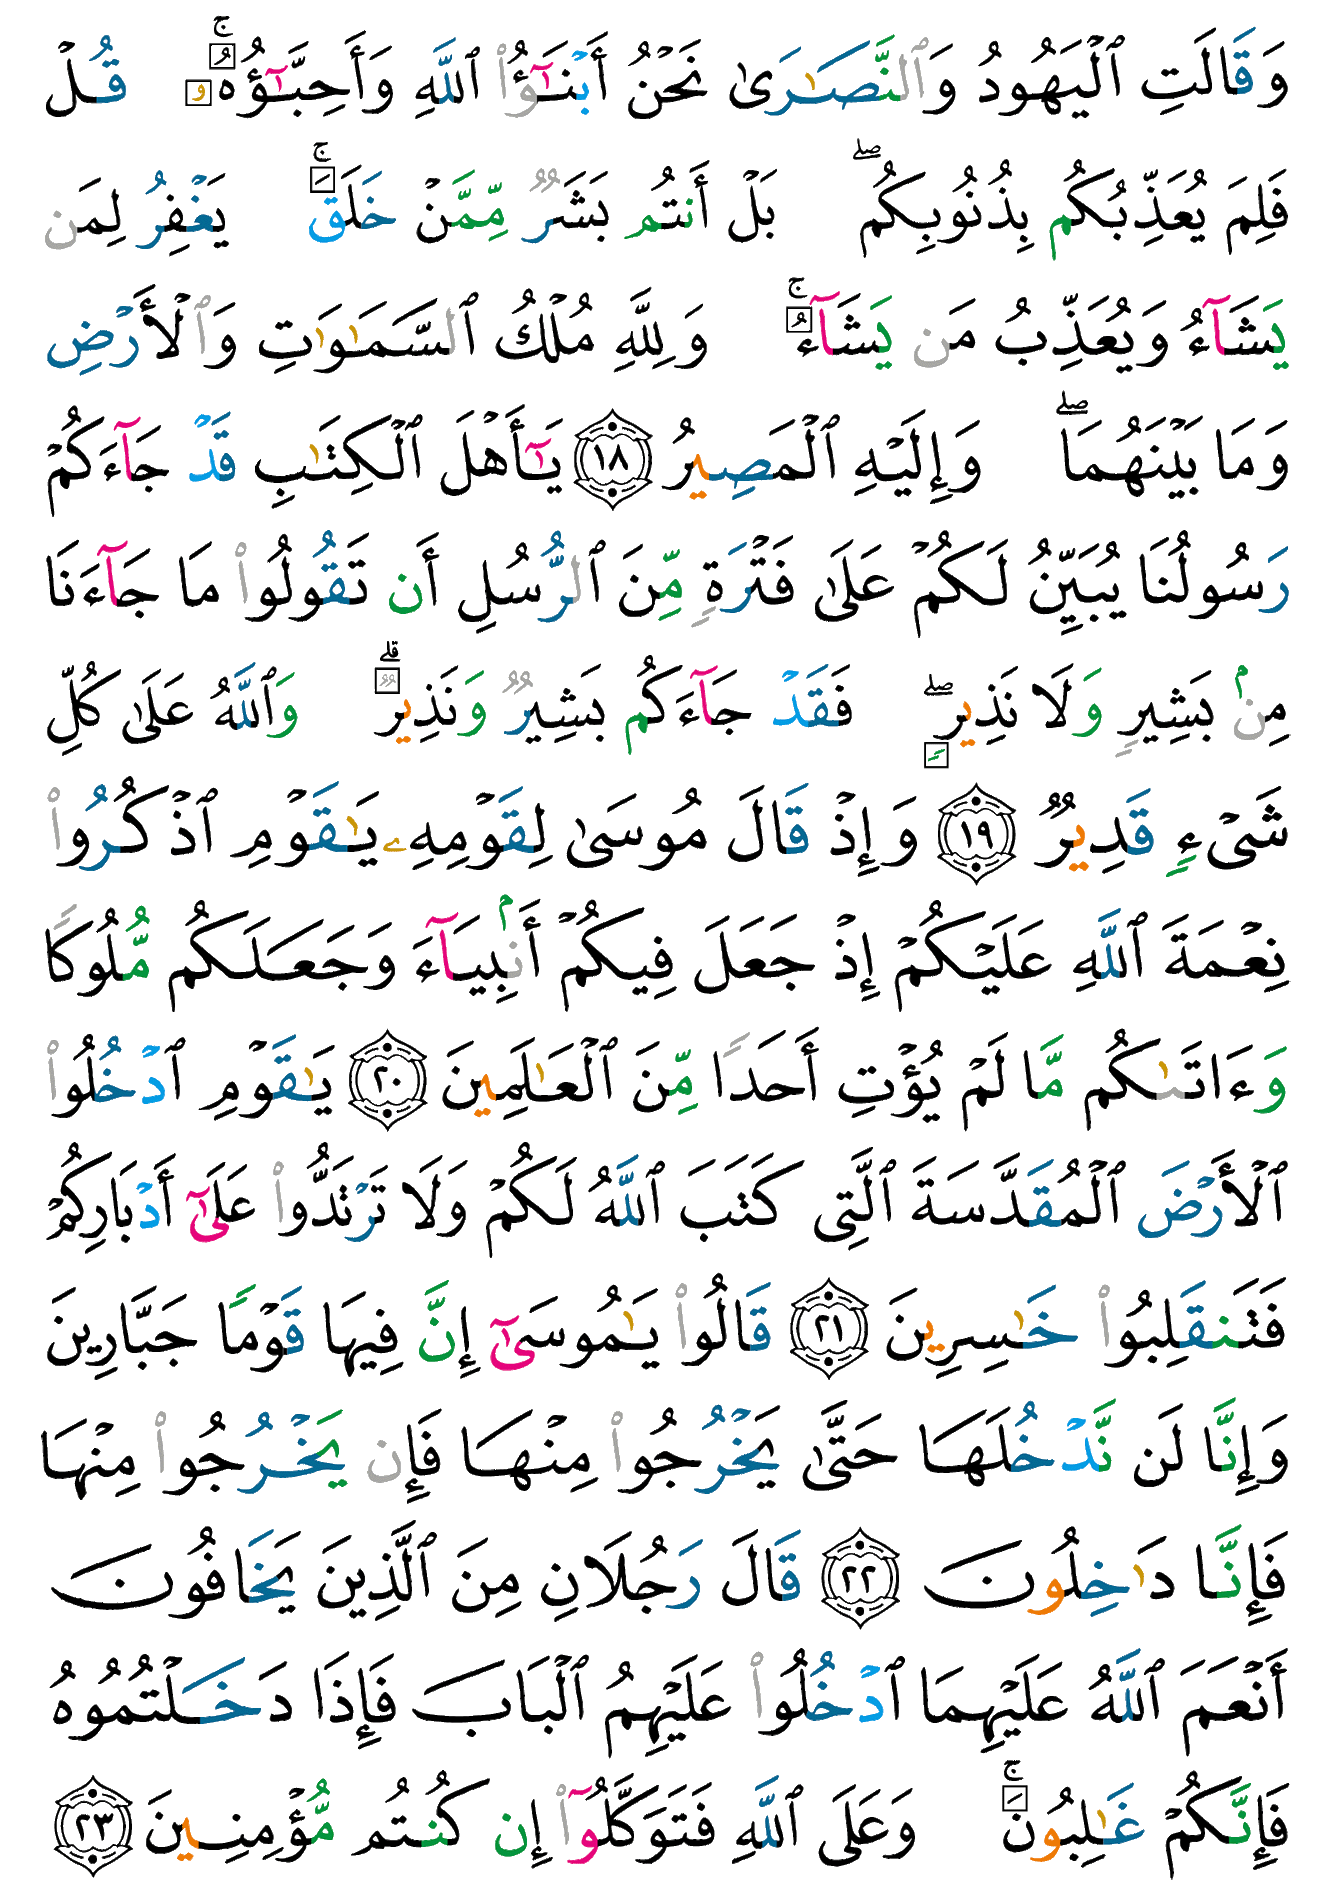 وَقَالَتِ ٱلْيَهُودُ وَٱلنَّصَـٰرَىٰ نَحْنُ أَبْنَـٰٓؤُا۟ ٱللَّهِ وَأَحِبَّـٰٓؤُهُۥ ۚ قُلْ
فَلِمَ يُعَذِّبُكُم بِذُنُوبِكُم ۖ بَلْ أَنتُم بَشَرٌ مِّمَّنْ خَلَقَ ۚ يَغْفِرُ لِمَن
يَشَآءُ وَيُعَذِّبُ مَن يَشَآءُ ۚ وَلِلَّهِ مُلْكُ ٱلسَّمَـٰوَٰتِ وَٱلْأَرْضِ
وَمَا بَيْنَهُمَا ۖ وَإِلَيْهِ ٱلْمَصِيرُ ١٨ يَـٰٓأَهْلَ ٱلْكِتَـٰبِ قَدْ جَآءَكُمْ
رَسُولُنَا يُبَيِّنُ لَكُمْ عَلَىٰ فَتْرَةٍ مِّنَ ٱلرُّسُلِ أَن تَقُولُوا۟ مَا جَآءَنَا
مِنۢ بَشِيرٍ وَلَا نَذِيرٍ ۖ فَقَدْ جَآءَكُم بَشِيرٌ وَنَذِيرٌ ۗ وَٱللَّهُ عَلَىٰ كُلِّ
شَىْءٍ قَدِيرٌ ١٩ وَإِذْ قَالَ مُوسَىٰ لِقَوْمِهِۦ يَـٰقَوْمِ ٱذْكُرُوا۟
نِعْمَةَ ٱللَّهِ عَلَيْكُمْ إِذْ جَعَلَ فِيكُمْ أَنۢبِيَآءَ وَجَعَلَكُم مُّلُوكًا
وَءَاتَىٰكُم مَّا لَمْ يُؤْتِ أَحَدًا مِّنَ ٱلْعَـٰلَمِينَ ٢٠ يَـٰقَوْمِ ٱدْخُلُوا۟
ٱلْأَرْضَ ٱلْمُقَدَّسَةَ ٱلَّتِى كَتَبَ ٱللَّهُ لَكُمْ وَلَا تَرْتَدُّوا۟ عَلَىٰٓ أَدْبَارِكُمْ
فَتَنقَلِبُوا۟ خَـٰسِرِينَ ٢١ قَالُوا۟ يَـٰمُوسَىٰٓ إِنَّ فِيهَا قَوْمًا جَبَّارِينَ
وَإِنَّا لَن نَّدْخُلَهَا حَتَّىٰ يَخْرُجُوا۟ مِنْهَا فَإِن يَخْرُجُوا۟ مِنْهَا
فَإِنَّا دَٰخِلُونَ ٢٢ قَالَ رَجُلَانِ مِنَ ٱلَّذِينَ يَخَافُونَ
أَنْعَمَ ٱللَّهُ عَلَيْهِمَا ٱدْخُلُوا۟ عَلَيْهِمُ ٱلْبَابَ فَإِذَا دَخَلْتُمُوهُ
فَإِنَّكُمْ غَـٰلِبُونَ ۚ وَعَلَى ٱللَّهِ فَتَوَكَّلُوٓا۟ إِن كُنتُم مُّؤْمِنِينَ ٢٣